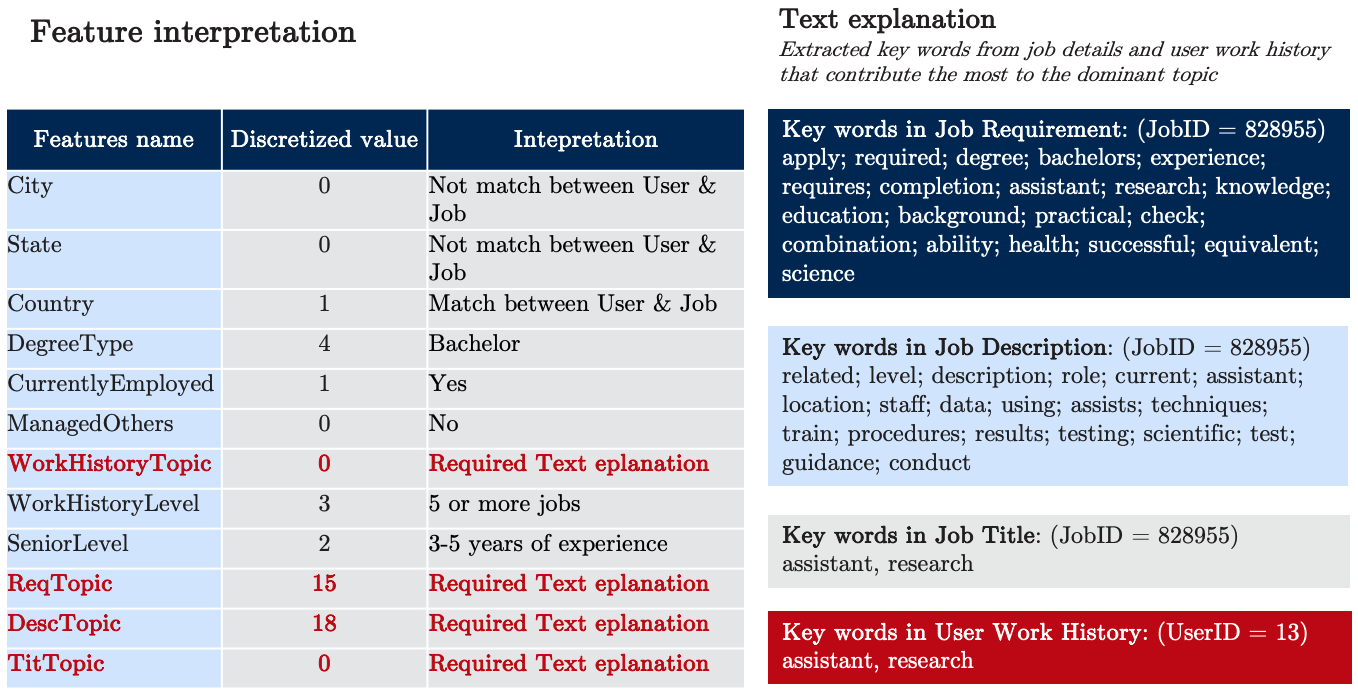 Feature interpretation
Features name Discretized value Intepretation
City 0 Not match between User &
Job
State 0 Not match between User &
Job
Country 1 Match between User & Job
DegreeType 4 Bachelor
CurrentlyEmployed 1 Yes
ManagedOthers 0 No
WorkHistoryTopic 0 Required Text eplanation
WorkHistoryLevel 3 5 or more jobs
SeniorLevel 2 3-5 years of experience
ReqTopic 15 Required Text eplanation
DescTopic 18 Required Text eplanation
TitTopic 0 Required Text eplanation
Text explanation
Extracted key words from job details and user work history
that contribute the most to the dominant topic
Key words in Job Requirement: (JobID = 828955)
apply; required; degree; bachelors; experience;
requires; completion; assistant; research; knowledge;
education; background; practical; check;
combination; ability; health; successful; equivalent;
science
Key words in Job Description: (JobID = 828955)
related; level; description; role; current; assistant;
location; staff; data; using; assists; techniques;
train; procedures; results; testing; scientific; test;
guidance; conduct
Key words in Job Title: (JobID = 828955)
assistant, research
Key words in User Work History: (UserID = 13)
assistant, research